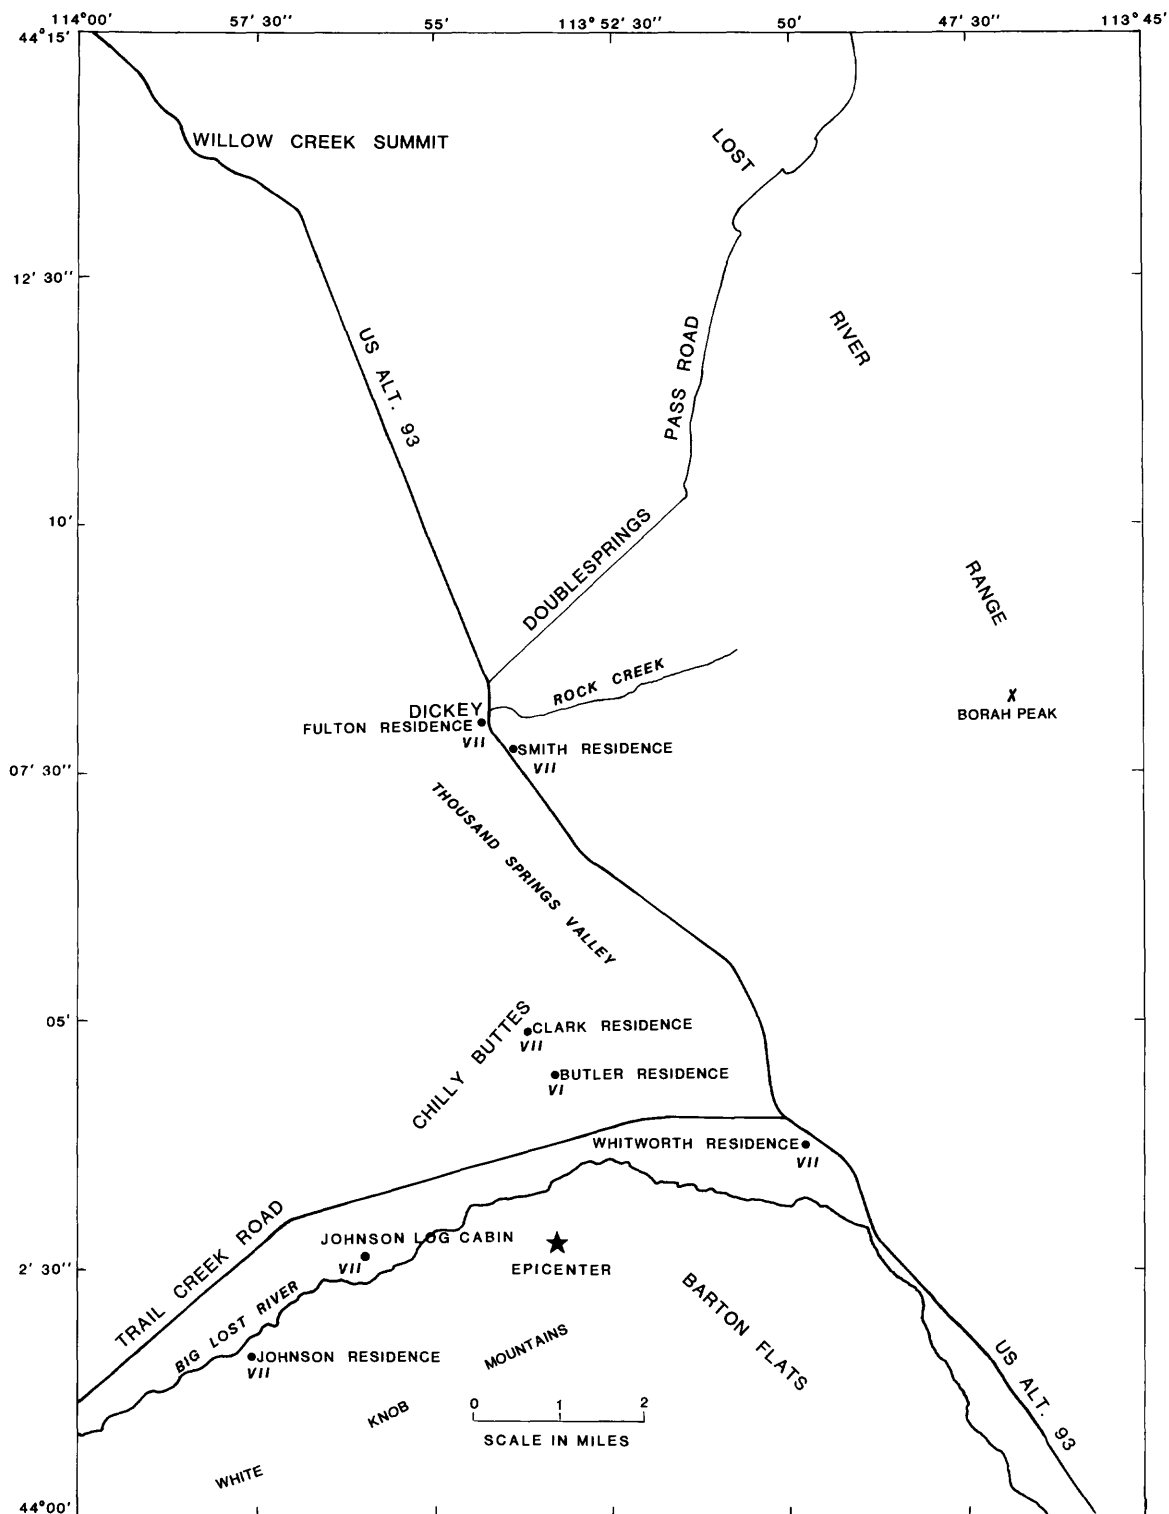 114°00' 57' 30'' 55' 113° 52' 30'' 50' 47' 30'' 113° 45'
44°15'
WILLOW CREEK SUMMIT
LOST
12' 30''
RIVER
US ALT. 93
PASS ROAD
10'
DOUBLESPRINGS
RANGE
ROCK CREEK
X
BORAH PEAK
DICKEY
FULTON RESIDENCE
VII
SMITH RESIDENCE
VII
07' 30''
THOUSAND SPRINGS VALLEY
05'
CHILLY BUTTES
CLARK RESIDENCE
VII
BUTLER RESIDENCE
VI
WHITWORTH RESIDENCE
VII
TRAIL CREEK ROAD
JOHNSON LOG CABIN
VII
EPICENTER
2' 30''
BIG LOST RIVER
BARTON FLATS
JOHNSON RESIDENCE
VII
MOUNTAINS
US ALT. 93
KNOB
0 1 2
SCALE IN MILES
WHITE
44°00'